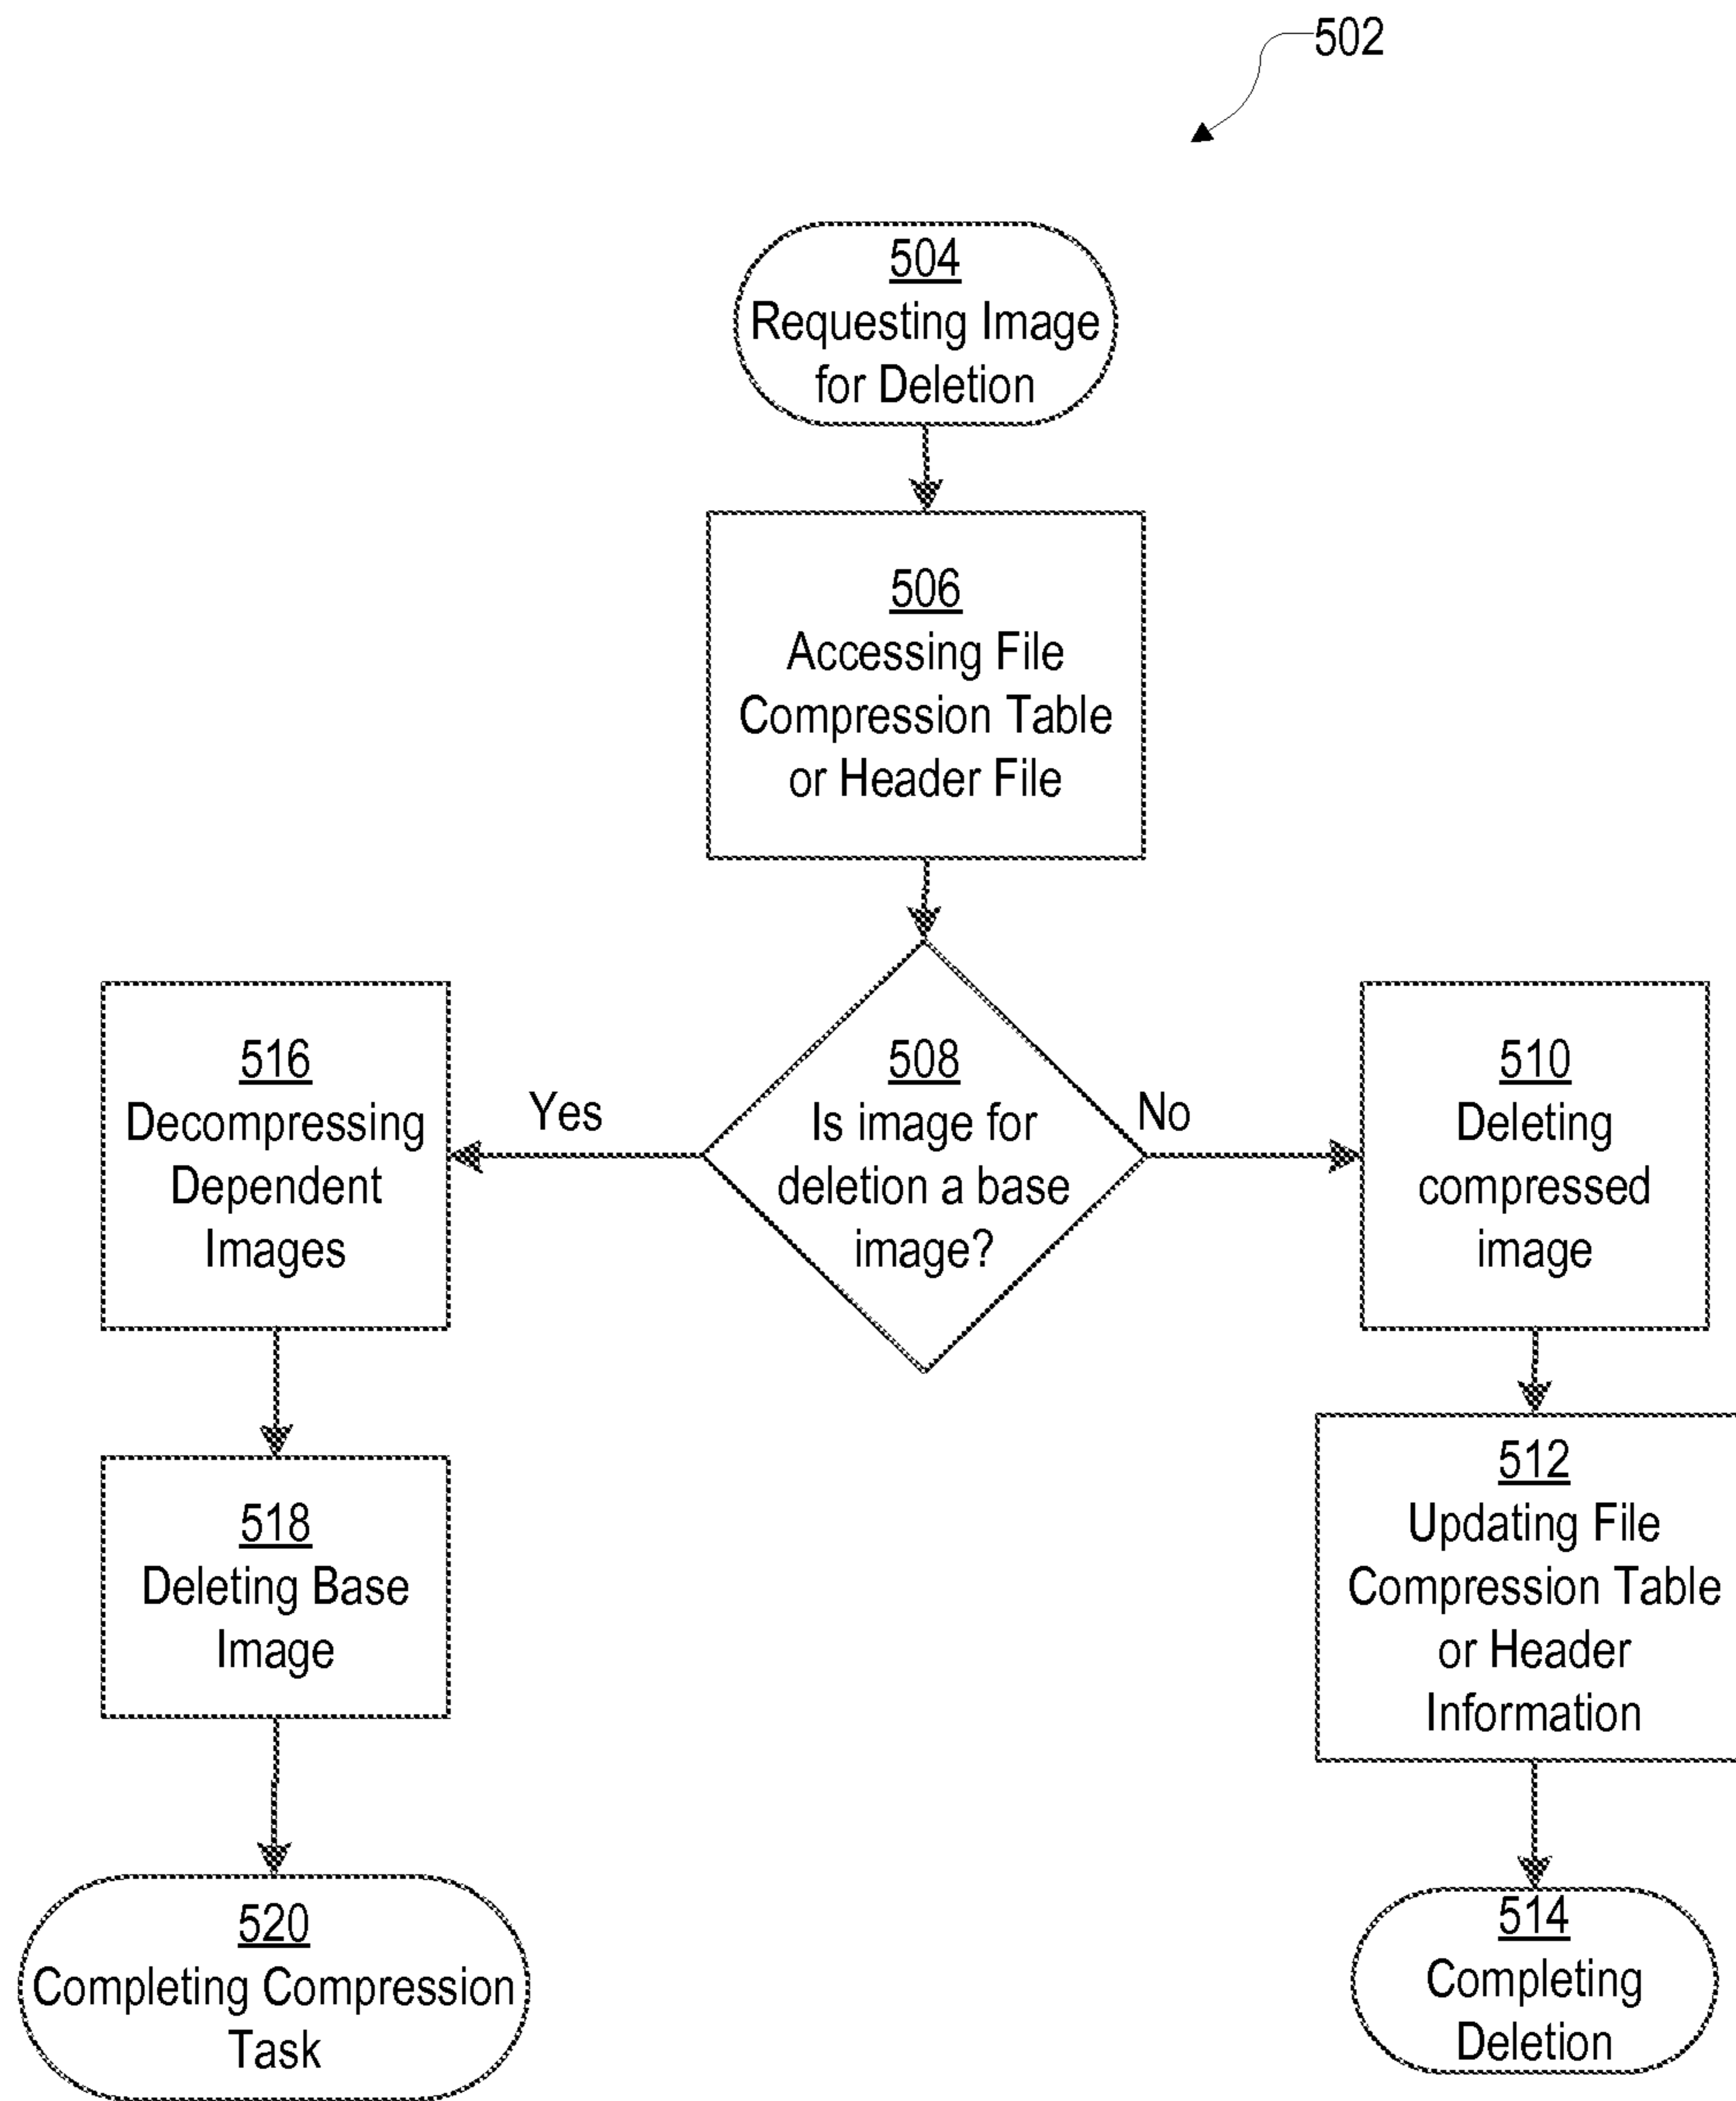 502
504
Requesting Image
for Deletion
506
Accessing File
Compression Table
or Header File
508
Is image for
deletion a base
image?
Yes
No
516
Decompressing
Dependent
Images
510
Deleting
compressed
image
518
Deleting Base
Image
512
Updating File
Compression Table
or Header
Information
520
Completing Compression
Task
514
Completing
Deletion